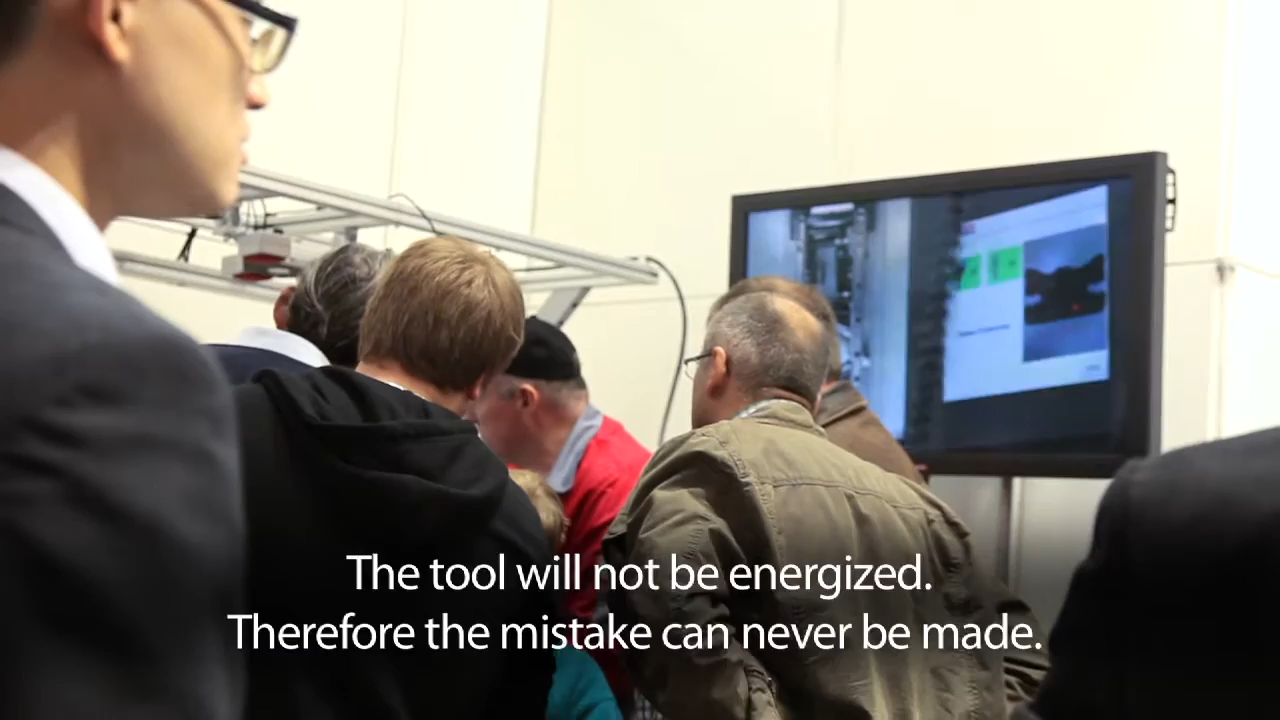 The tool will not be energized.
Therefore the mistake can never be made.